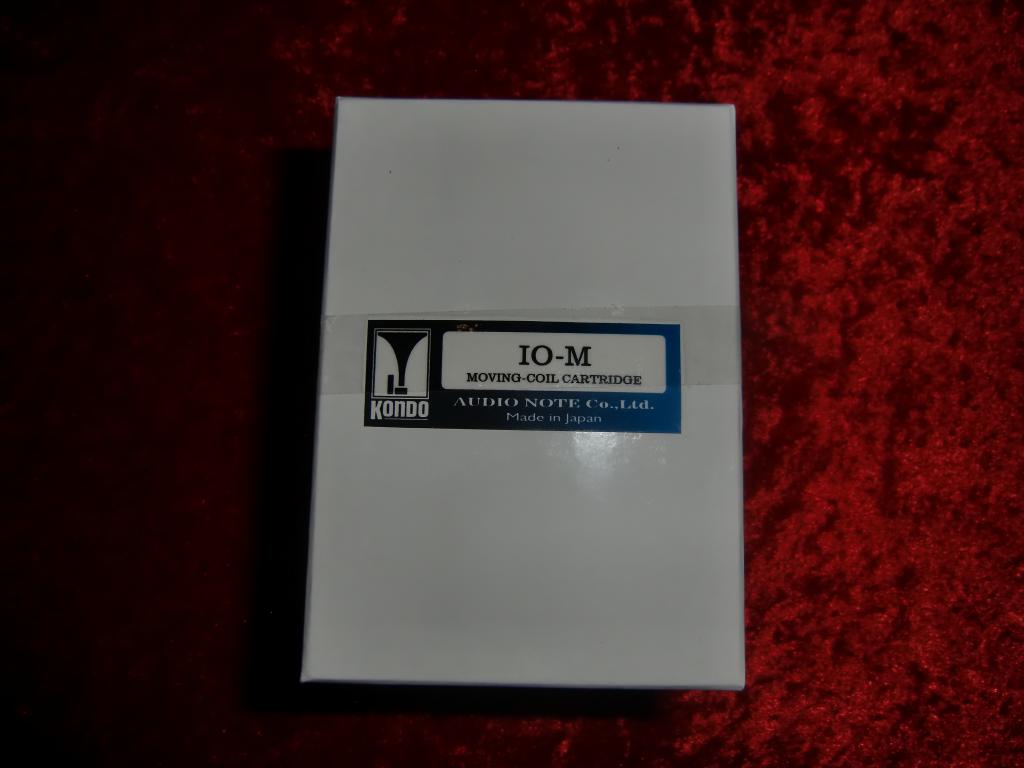 IO-M
MOVING-COIL CARTRIDGE
KONDO
AUDIO NOTE Co.,Ltd.
Made in Japan